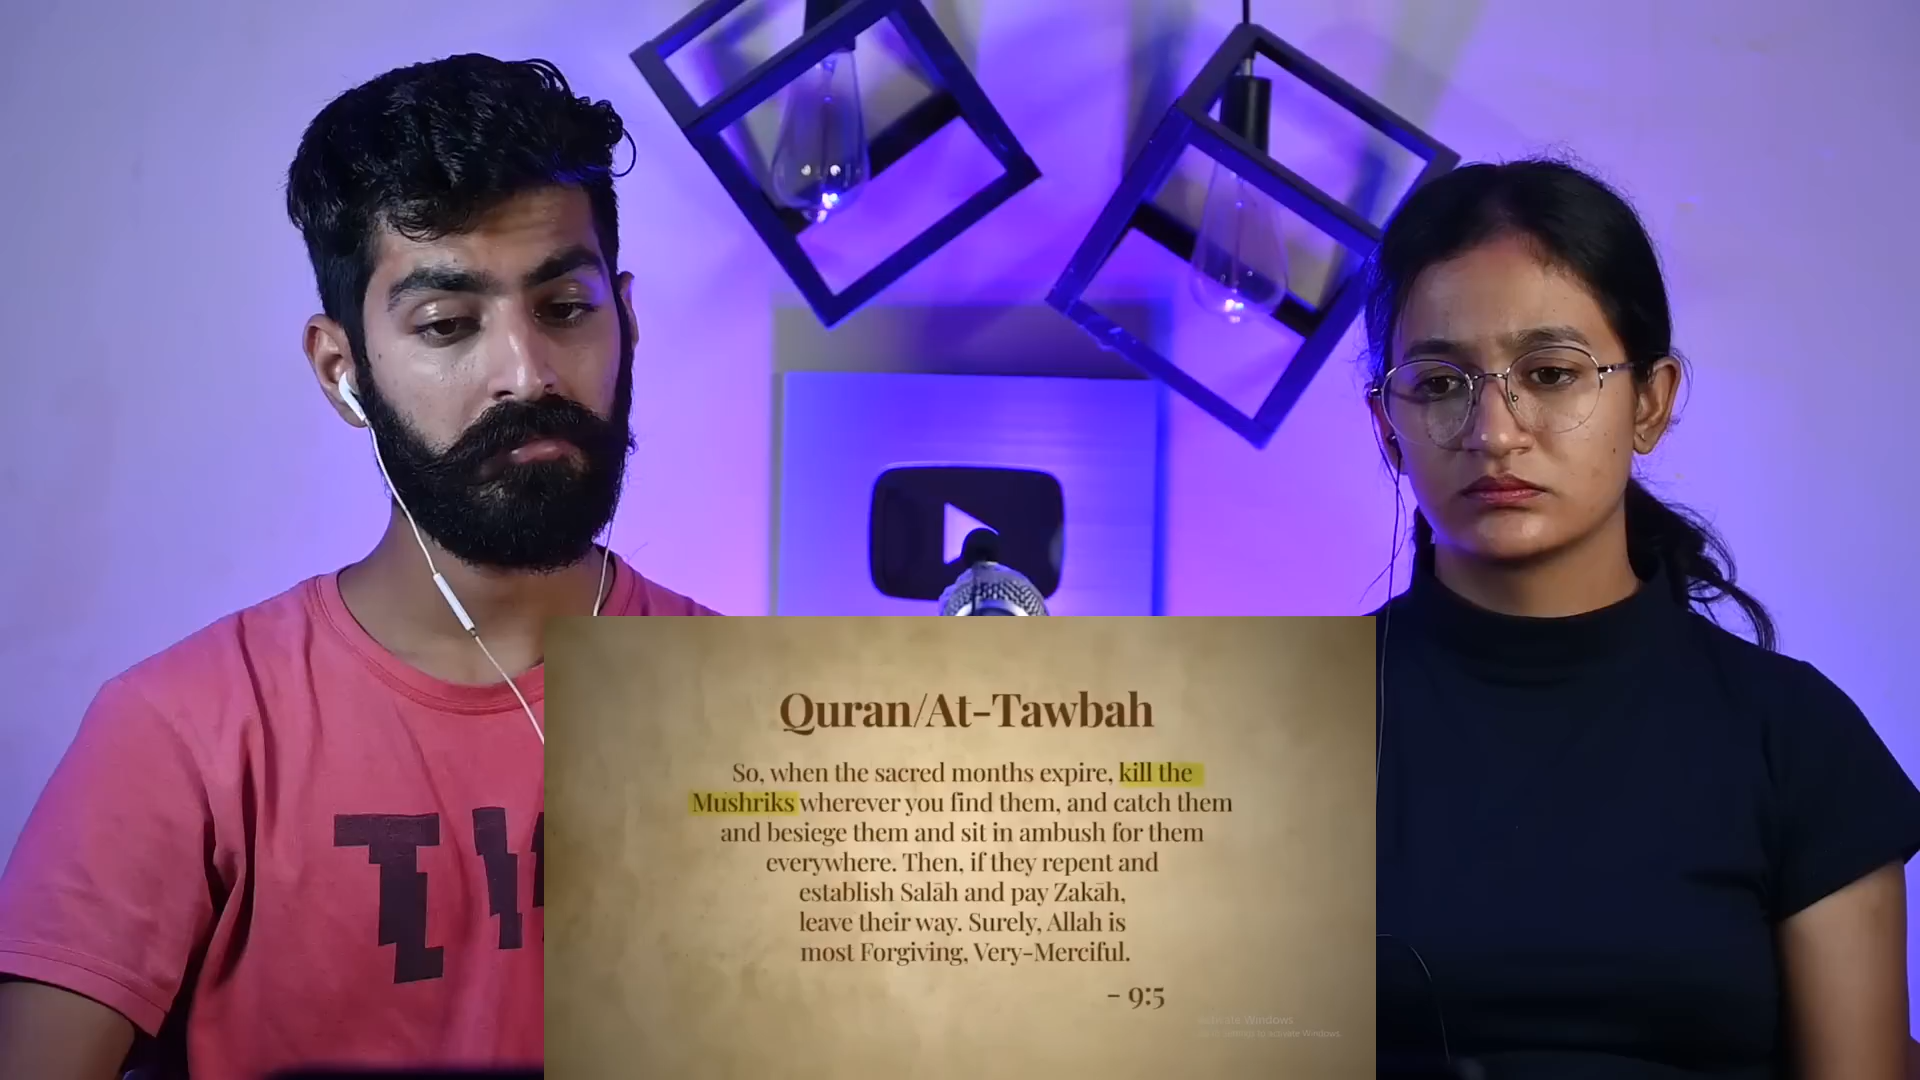 Quran/At-Tawbah
So, when the sacred months expire, kill the
Mushriks wherever you find them, and catch them
and besiege them and sit in ambush for them
everywhere. Then, if they repent and
establish Salāh and pay Zakāh,
leave their way. Surely, Allah is
most Forgiving, Very-Merciful.
- 9:5
Activate Windows